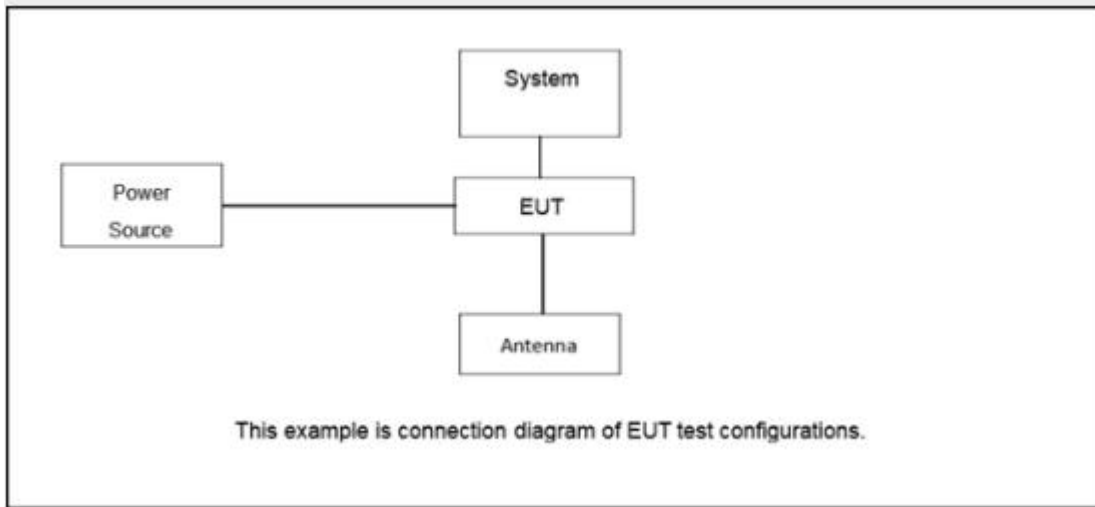 System
Power
Source
EUT
Antenna
This example is connection diagram of EUT test configurations.